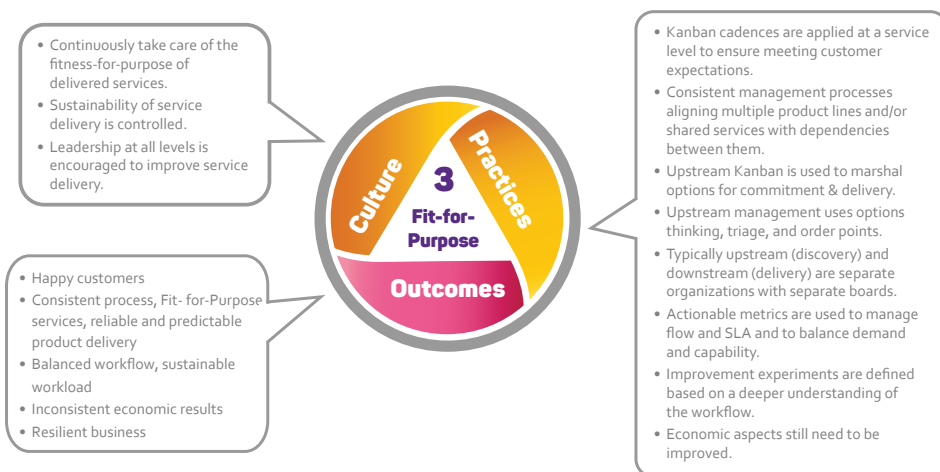 • Continuously take care of the
fitness-for-purpose of
delivered services.
• Sustainability of service
delivery is controlled.
• Leadership at all levels is
encouraged to improve service
delivery.
• Happy customers
• Consistent process, Fit- for-Purpose
services, reliable and predictable
product delivery
• Balanced workflow, sustainable
workload
• Inconsistent economic results
• Resilient business
Culture
Practices
3
Fit-for-
Purpose
Outcomes
• Kanban cadences are applied at a service
level to ensure meeting customer
expectations.
• Consistent management processes
aligning multiple product lines and/or
shared services with dependencies
between them.
• Upstream Kanban is used to marshal
options for commitment & delivery.
• Upstream management uses options
thinking, triage, and order points.
• Typically upstream (discovery) and
downstream (delivery) are separate
organizations with separate boards.
• Actionable metrics are used to manage
flow and SLA and to balance demand
and capability.
• Improvement experiments are defined
based on a deeper understanding of
the workflow.
• Economic aspects still need to be
improved.